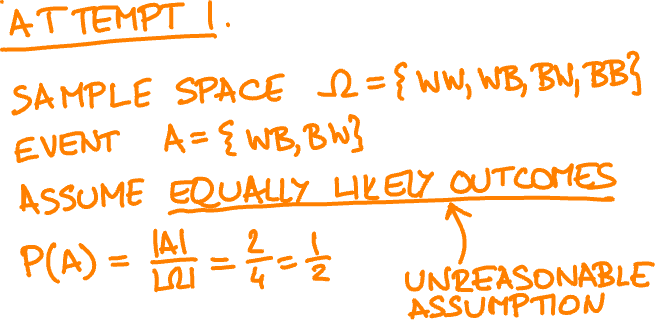 ATTEMPT 1.
SAMPLE SPACE Ω = {WW, WB, BW, BB}
EVENT A = {WB, BW}
ASSUME EQUALLY LIKELY OUTCOMES
P(A) = |A|/|Ω| = 2/4 = 1/2
UNREASONABLE
ASSUMPTION